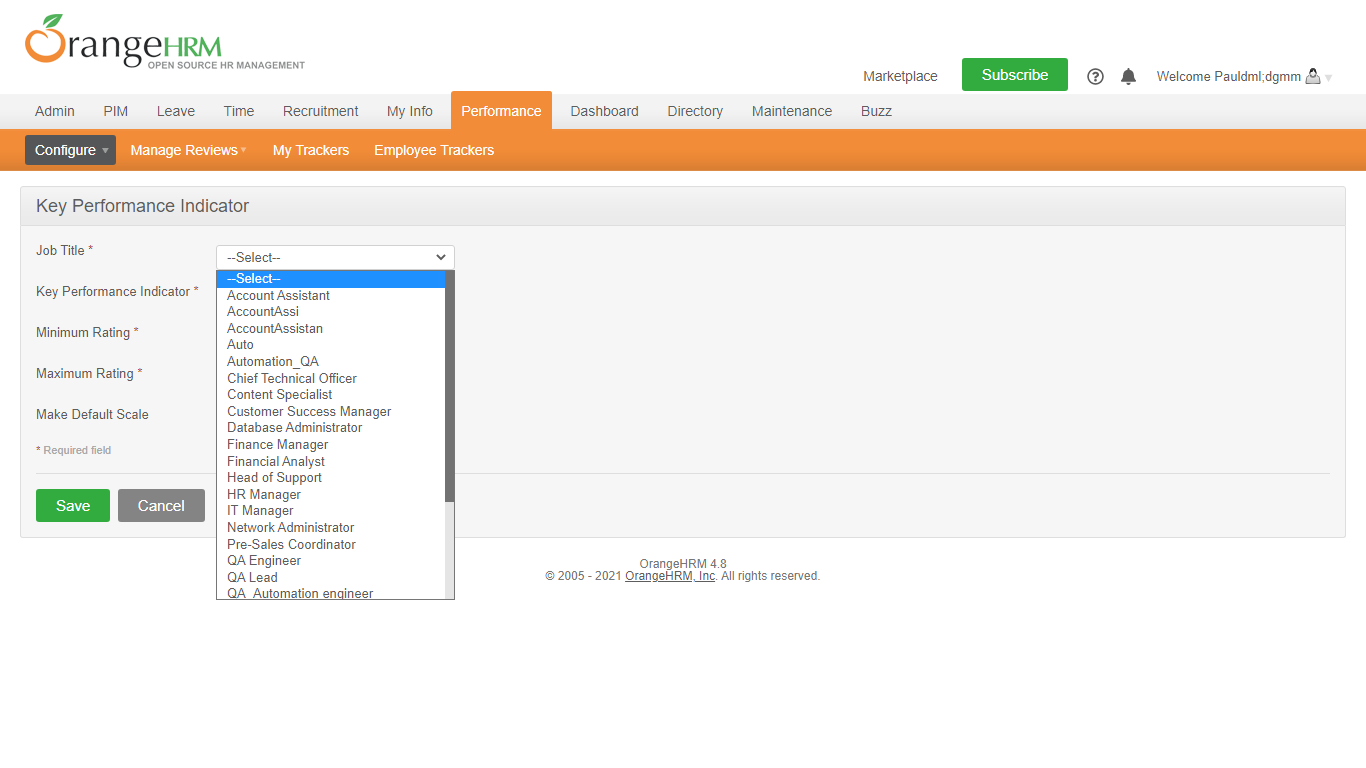 OrangeHRM
OPEN SOURCE HR MANAGEMENT
Marketplace
Subscribe
Welcome Pauldml;dgmm
Admin PIM Leave Time Recruitment My Info Performance Dashboard Directory Maintenance Buzz
Configure Manage Reviews My Trackers Employee Trackers
Key Performance Indicator
Job Title *
--Select--
--Select--
Account Assistant
AccountAssi
AccountAssistan
Auto
Automation_QA
Chief Technical Officer
Content Specialist
Customer Success Manager
Database Administrator
Finance Manager
Financial Analyst
Head of Support
HR Manager
IT Manager
Network Administrator
Pre-Sales Coordinator
QA Engineer
QA Lead
QA_Automation engineer
Key Performance Indicator *
Minimum Rating *
Maximum Rating *
Make Default Scale
* Required field
Save Cancel
OrangeHRM 4.8
© 2005 - 2021 OrangeHRM, Inc. All rights reserved.